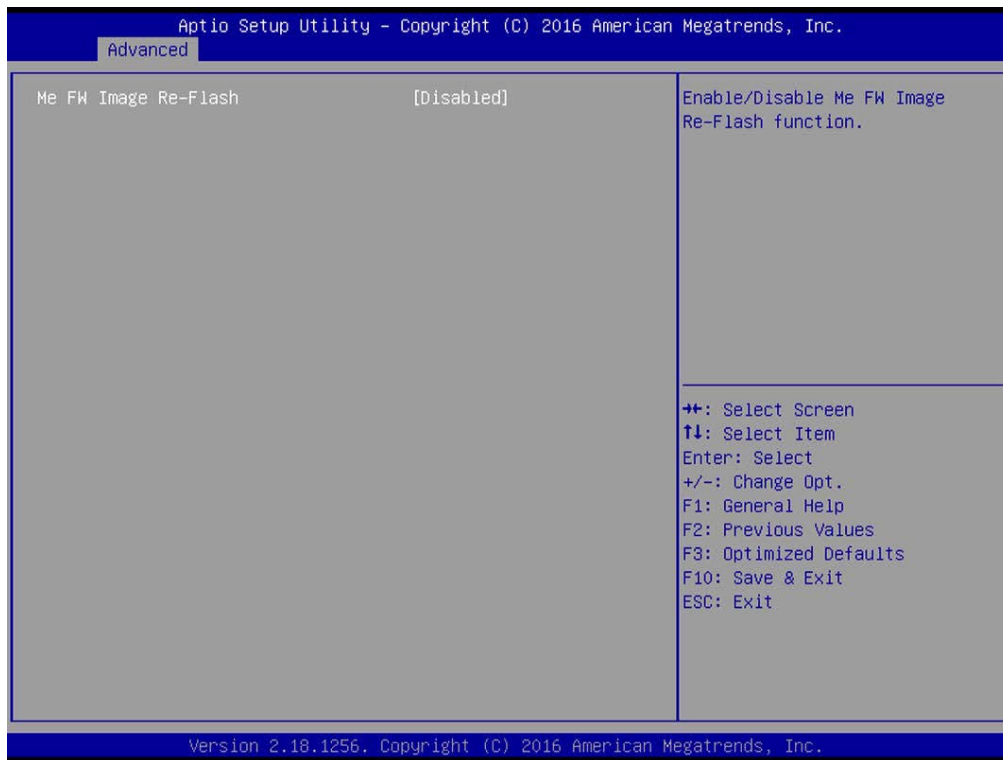 Aptio Setup Utility – Copyright (C) 2016 American Megatrends, Inc.
Advanced
Me FW Image Re-Flash [Disabled]
Enable/Disable Me FW Image
Re-Flash function.
→←: Select Screen
↑↓: Select Item
Enter: Select
+/-: Change Opt.
F1: General Help
F2: Previous Values
F3: Optimized Defaults
F10: Save & Exit
ESC: Exit
Version 2.18.1256. Copyright (C) 2016 American Megatrends, Inc.